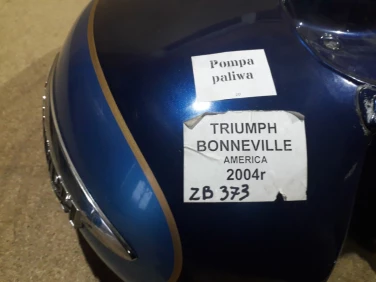 Pompa
paliwa
TRIUMPH
BONNEVILLE
AMERICA
2004r
ZB 373